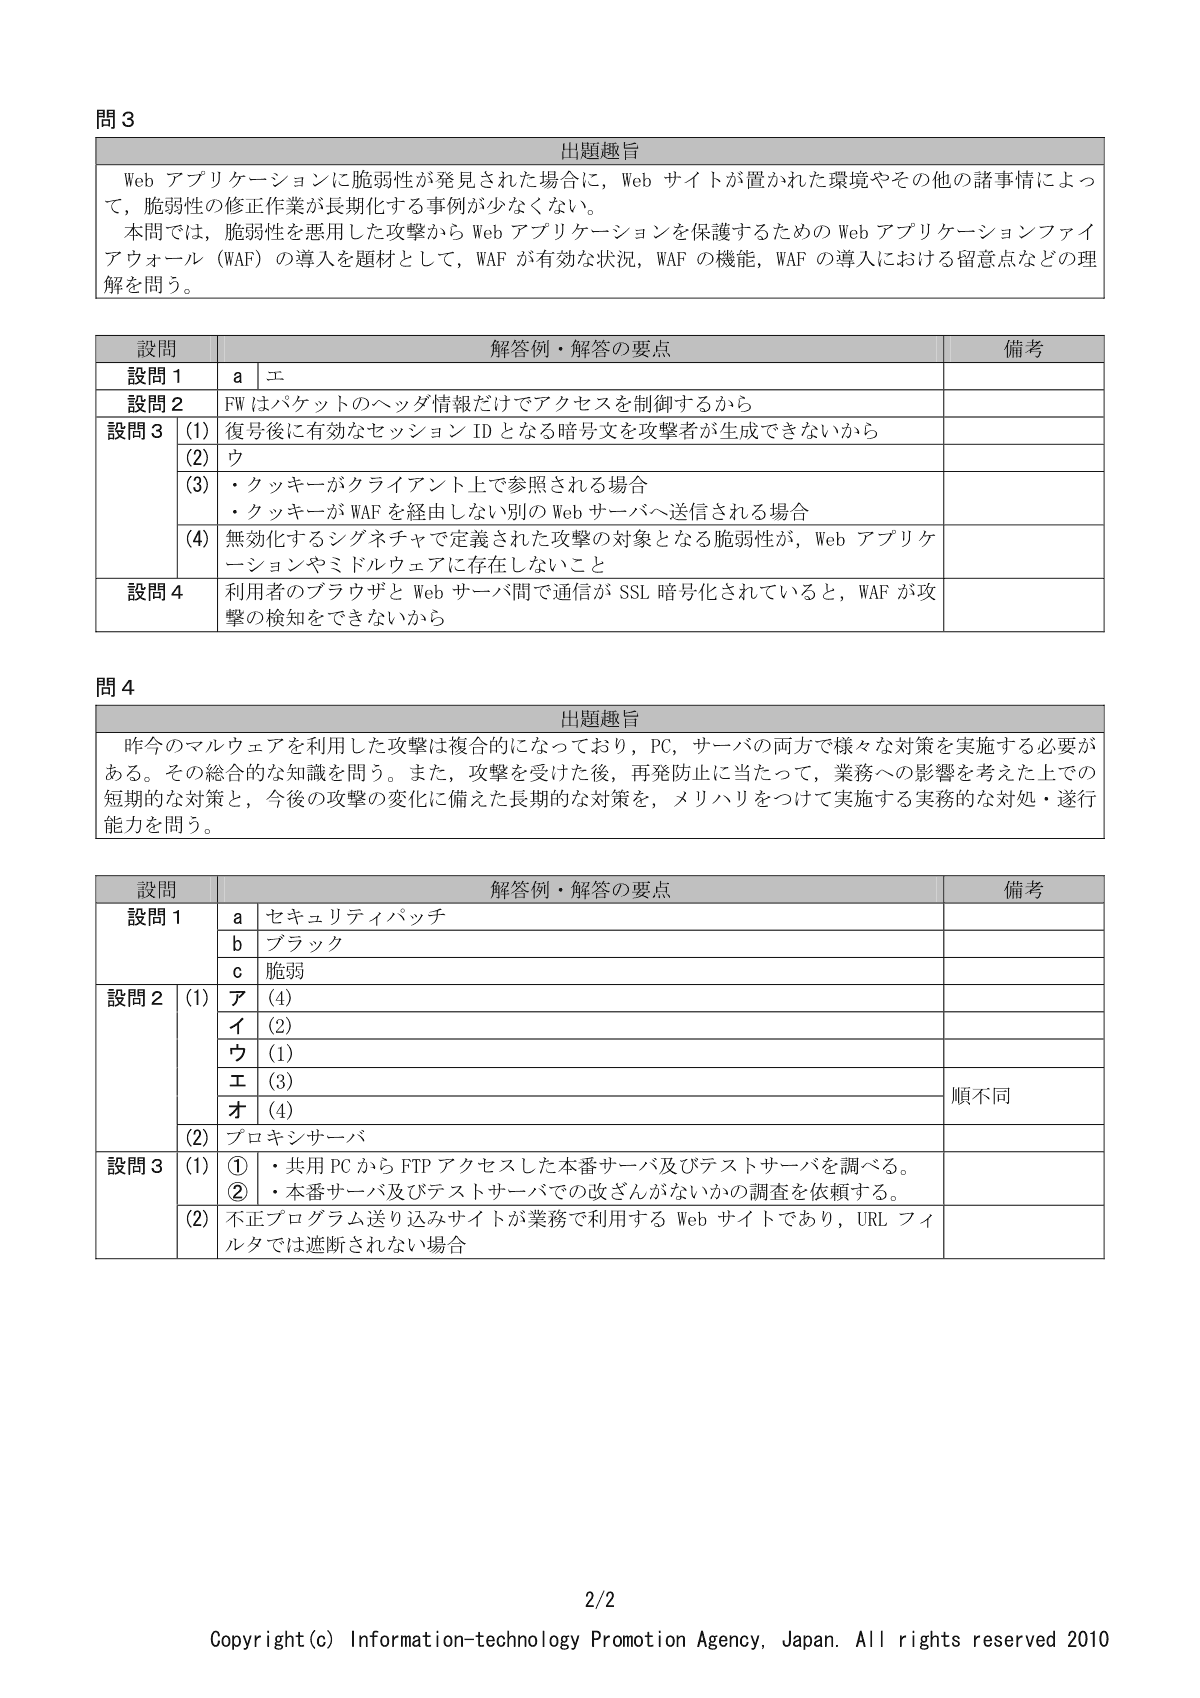 問３
出題趣旨
Web アプリケーションに脆弱性が発見された場合に，Web サイトが置かれた環境やその他の諸事情によっ
て，脆弱性の修正作業が長期化する事例が少なくない。
本問では，脆弱性を悪用した攻撃から Web アプリケーションを保護するための Web アプリケーションファイ
アウォール（WAF）の導入を題材として，WAF が有効な状況，WAF の機能，WAF の導入における留意点などの理
解を問う。
設問 解答例・解答の要点 備考
設問１ a エ
設問２ FW はパケットのヘッダ情報だけでアクセスを制御するから
設問３ (1) 復号後に有効なセッション ID となる暗号文を攻撃者が生成できないから
(2) ウ
(3) ・クッキーがクライアント上で参照される場合
・クッキーが WAF を経由しない別の Web サーバへ送信される場合
(4) 無効化するシグネチャで定義された攻撃の対象となる脆弱性が，Web アプリケ
ーションやミドルウェアに存在しないこと
設問４ 利用者のブラウザと Web サーバ間で通信が SSL 暗号化されていると，WAF が攻
撃の検知をできないから
問４
出題趣旨
昨今のマルウェアを利用した攻撃は複合的になっており，PC，サーバの両方で様々な対策を実施する必要が
ある。その総合的な知識を問う。また，攻撃を受けた後，再発防止に当たって，業務への影響を考えた上での
短期的な対策と，今後の攻撃の変化に備えた長期的な対策を，メリハリをつけて実施する実務的な対処・遂行
能力を問う。
設問 解答例・解答の要点 備考
設問１ a セキュリティパッチ
b ブラック
c 脆弱
設問２ (1) ア (4)
イ (2)
ウ (1)
エ (3)
順不同
オ (4)
(2) プロキシサーバ
設問３ (1) ① ・共用 PC から FTP アクセスした本番サーバ及びテストサーバを調べる。
② ・本番サーバ及びテストサーバでの改ざんがないかの調査を依頼する。
(2) 不正プログラム送り込みサイトが業務で利用する Web サイトであり，URL フィ
ルタでは遮断されない場合
2/2
Copyright(c) Information-technology Promotion Agency, Japan. All rights reserved 2010